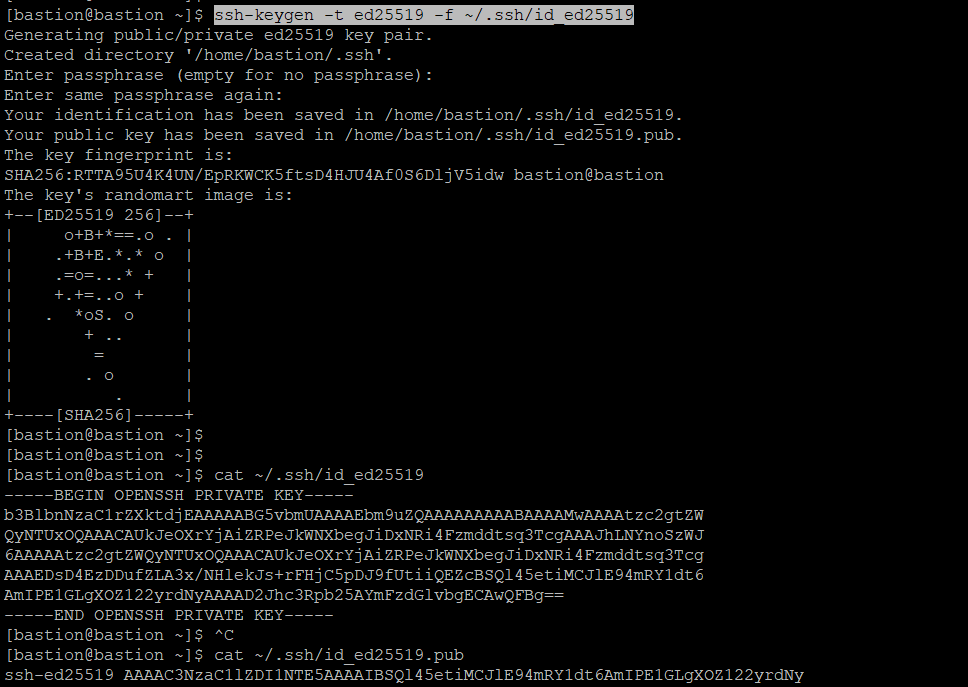 [bastion@bastion ~]$ ssh-keygen -t ed25519 -f ~/.ssh/id_ed25519
Generating public/private ed25519 key pair.
Created directory '/home/bastion/.ssh'.
Enter passphrase (empty for no passphrase):
Enter same passphrase again:
Your identification has been saved in /home/bastion/.ssh/id_ed25519.
Your public key has been saved in /home/bastion/.ssh/id_ed25519.pub.
The key fingerprint is:
SHA256:RTTA95U4K4UN/EpRKWCK5ftsD4HJU4Af0S6DljV5idw bastion@bastion
The key's randomart image is:
+--[ED25519 256]--+
|     o+B+*==.o . |
|    .+B+E.*.* o  |
|    .=o=...* +   |
|    +.+=..o +    |
|   .  *oS. o     |
|       + ..      |
|        =        |
|       . o       |
|          .      |
+----[SHA256]-----+
[bastion@bastion ~]$
[bastion@bastion ~]$
[bastion@bastion ~]$ cat ~/.ssh/id_ed25519
-----BEGIN OPENSSH PRIVATE KEY-----
b3BlbnNzaC1rZXktdjEAAAAABG5vbmUAAAAEbm9uZQAAAAAAAAABAAAAMwAAAAtzc2gtZW
QyNTUxOQAAACAUkJeOXrYjAiZRPeJkWNXbegJiDxNRi4Fzmddtsq3TcgAAAJhLNYnoSzWJ
6AAAAAtzc2gtZWQyNTUxOQAAACAUkJeOXrYjAiZRPeJkWNXbegJiDxNRi4Fzmddtsq3Tcg
AAAEDsD4EzDDufZLA3x/NHlekJs+rFHjC5pDJ9fUtiiQEZcBSQl45etiMCJlE94mRY1dt6
AmIPE1GLgXOZ122yrdNyAAAAD2Jhc3Rpb25AYmFzdGlvbgECAwQFBg==
-----END OPENSSH PRIVATE KEY-----
[bastion@bastion ~]$ ^C
[bastion@bastion ~]$ cat ~/.ssh/id_ed25519.pub
ssh-ed25519 AAAAC3NzaC1lZDI1NTE5AAAAIBSQl45etiMCJlE94mRY1dt6AmIPE1GLgXOZ122yrdNy